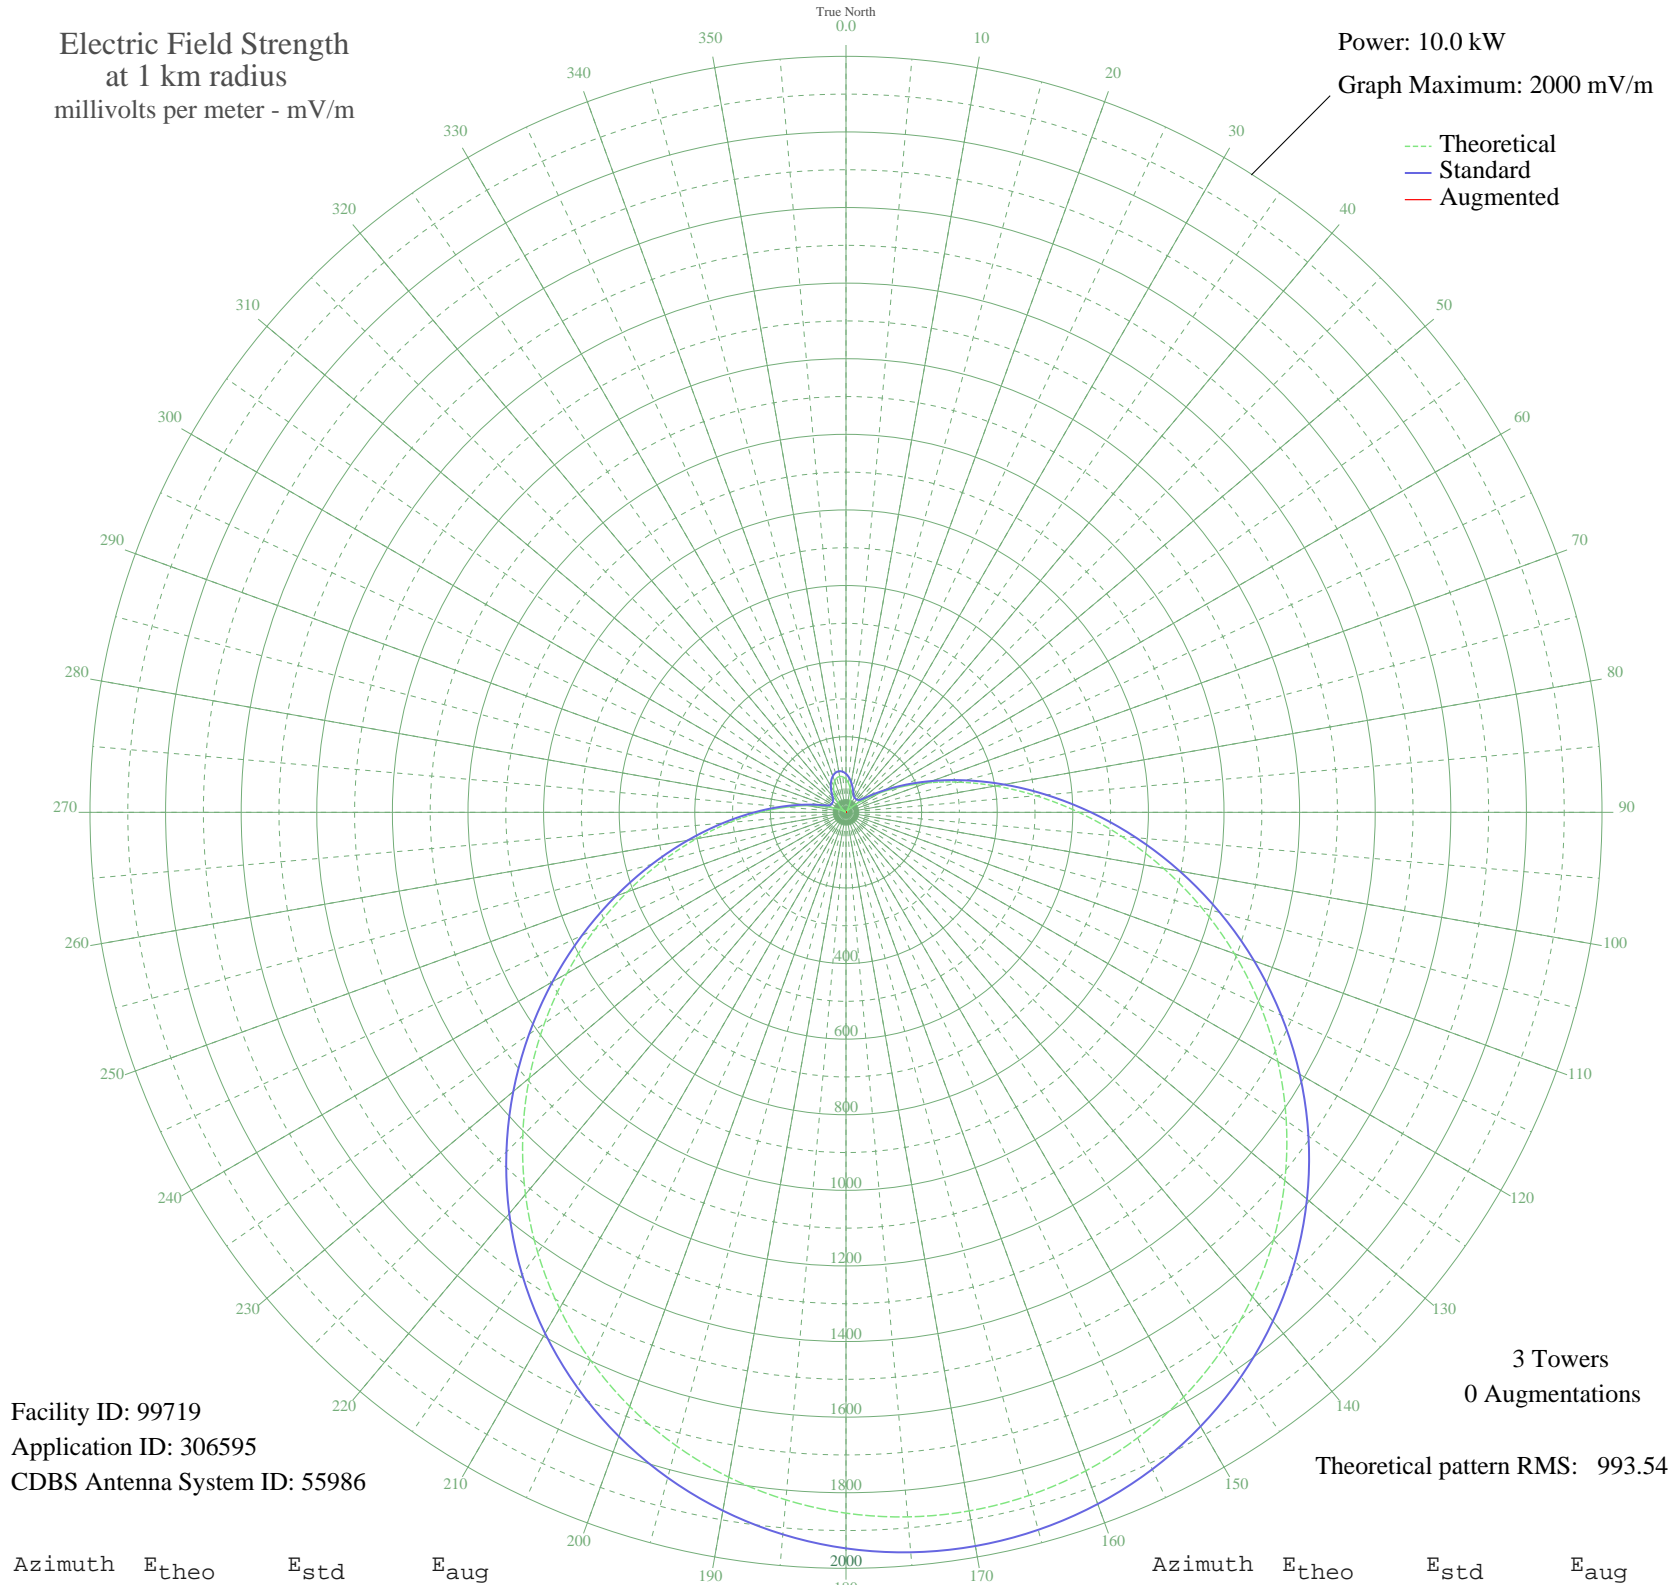 True North
Electric Field Strength
at 1 km radius
millivolts per meter - mV/m
Power: 10.0 kW
Graph Maximum: 2000 mV/m
Theoretical
Standard
Augmented
0.0
10
20
30
40
50
60
70
80
90
100
110
120
130
140
150
160
170
190
200
210
220
230
240
250
260
270
280
290
300
310
320
330
340
350
400
600
800
1000
1200
1400
1600
1800
2000
3 Towers
0 Augmentations
Facility ID: 99719
Application ID: 306595
CDBS Antenna System ID: 55986
Theoretical pattern RMS: 993.54
Azimuth Etheo Estd Eaug Azimuth Etheo Estd Eaug